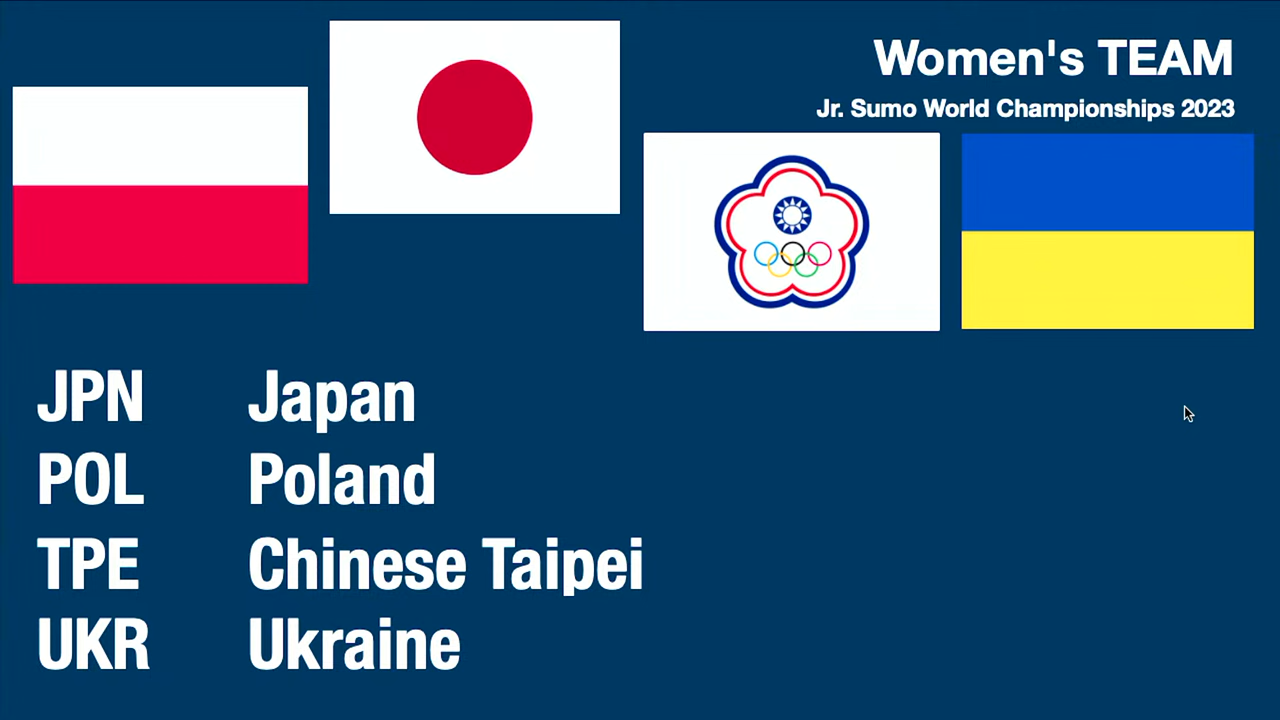 Women's TEAM
Jr. Sumo World Championships 2023
JPN Japan
POL Poland
TPE Chinese Taipei
UKR Ukraine